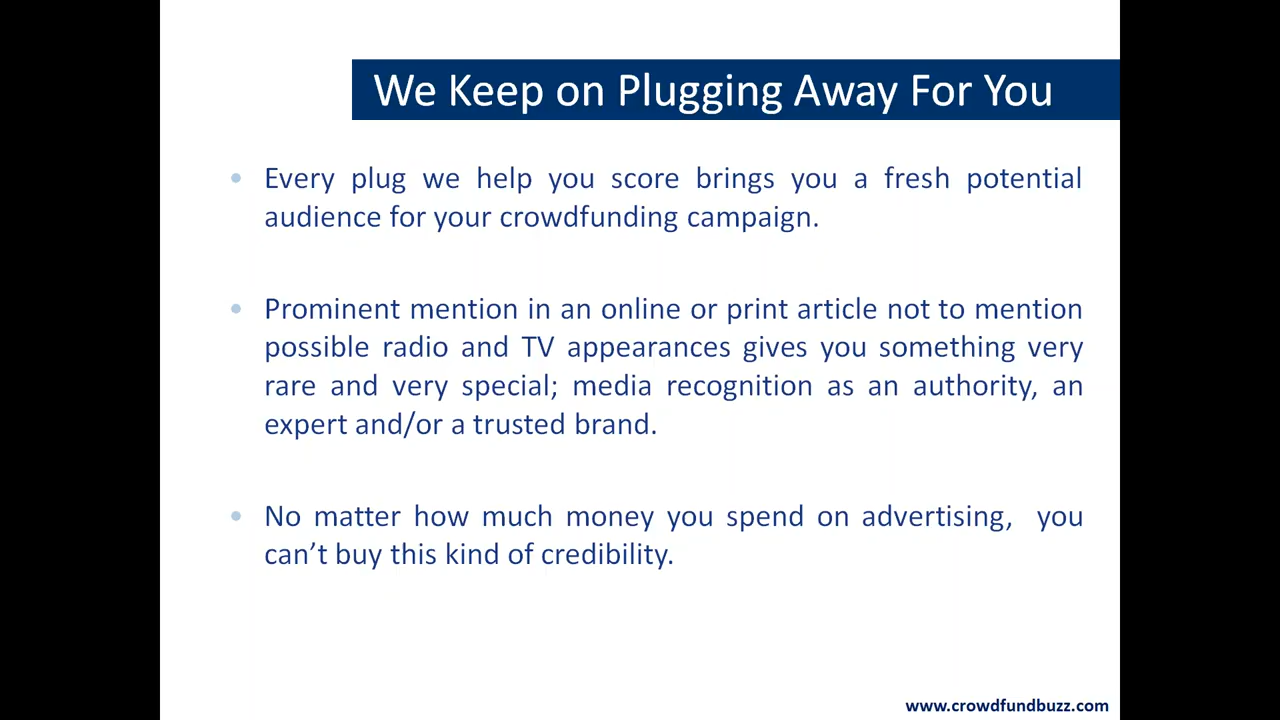 We Keep on Plugging Away For You
• Every plug we help you score brings you a fresh potential
audience for your crowdfunding campaign.
• Prominent mention in an online or print article not to mention
possible radio and TV appearances gives you something very
rare and very special; media recognition as an authority, an
expert and/or a trusted brand.
• No matter how much money you spend on advertising,  you
can’t buy this kind of credibility.
www.crowdfundbuzz.com